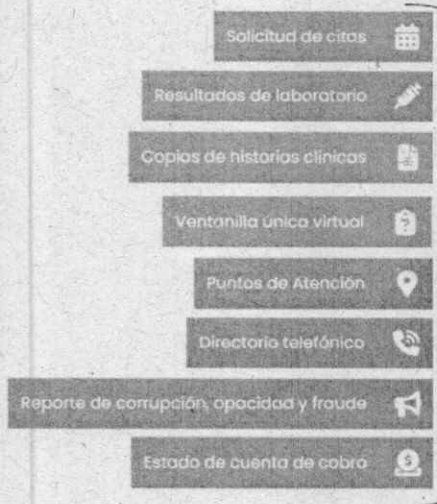 Solicitud de citas
Resultados de laboratorio
Copias de historias clínicas
Ventanilla única virtual
Puntos de Atención
Directorio telefónico
Reporte de corrupción, opacidad y fraude
Estado de cuenta de cobro